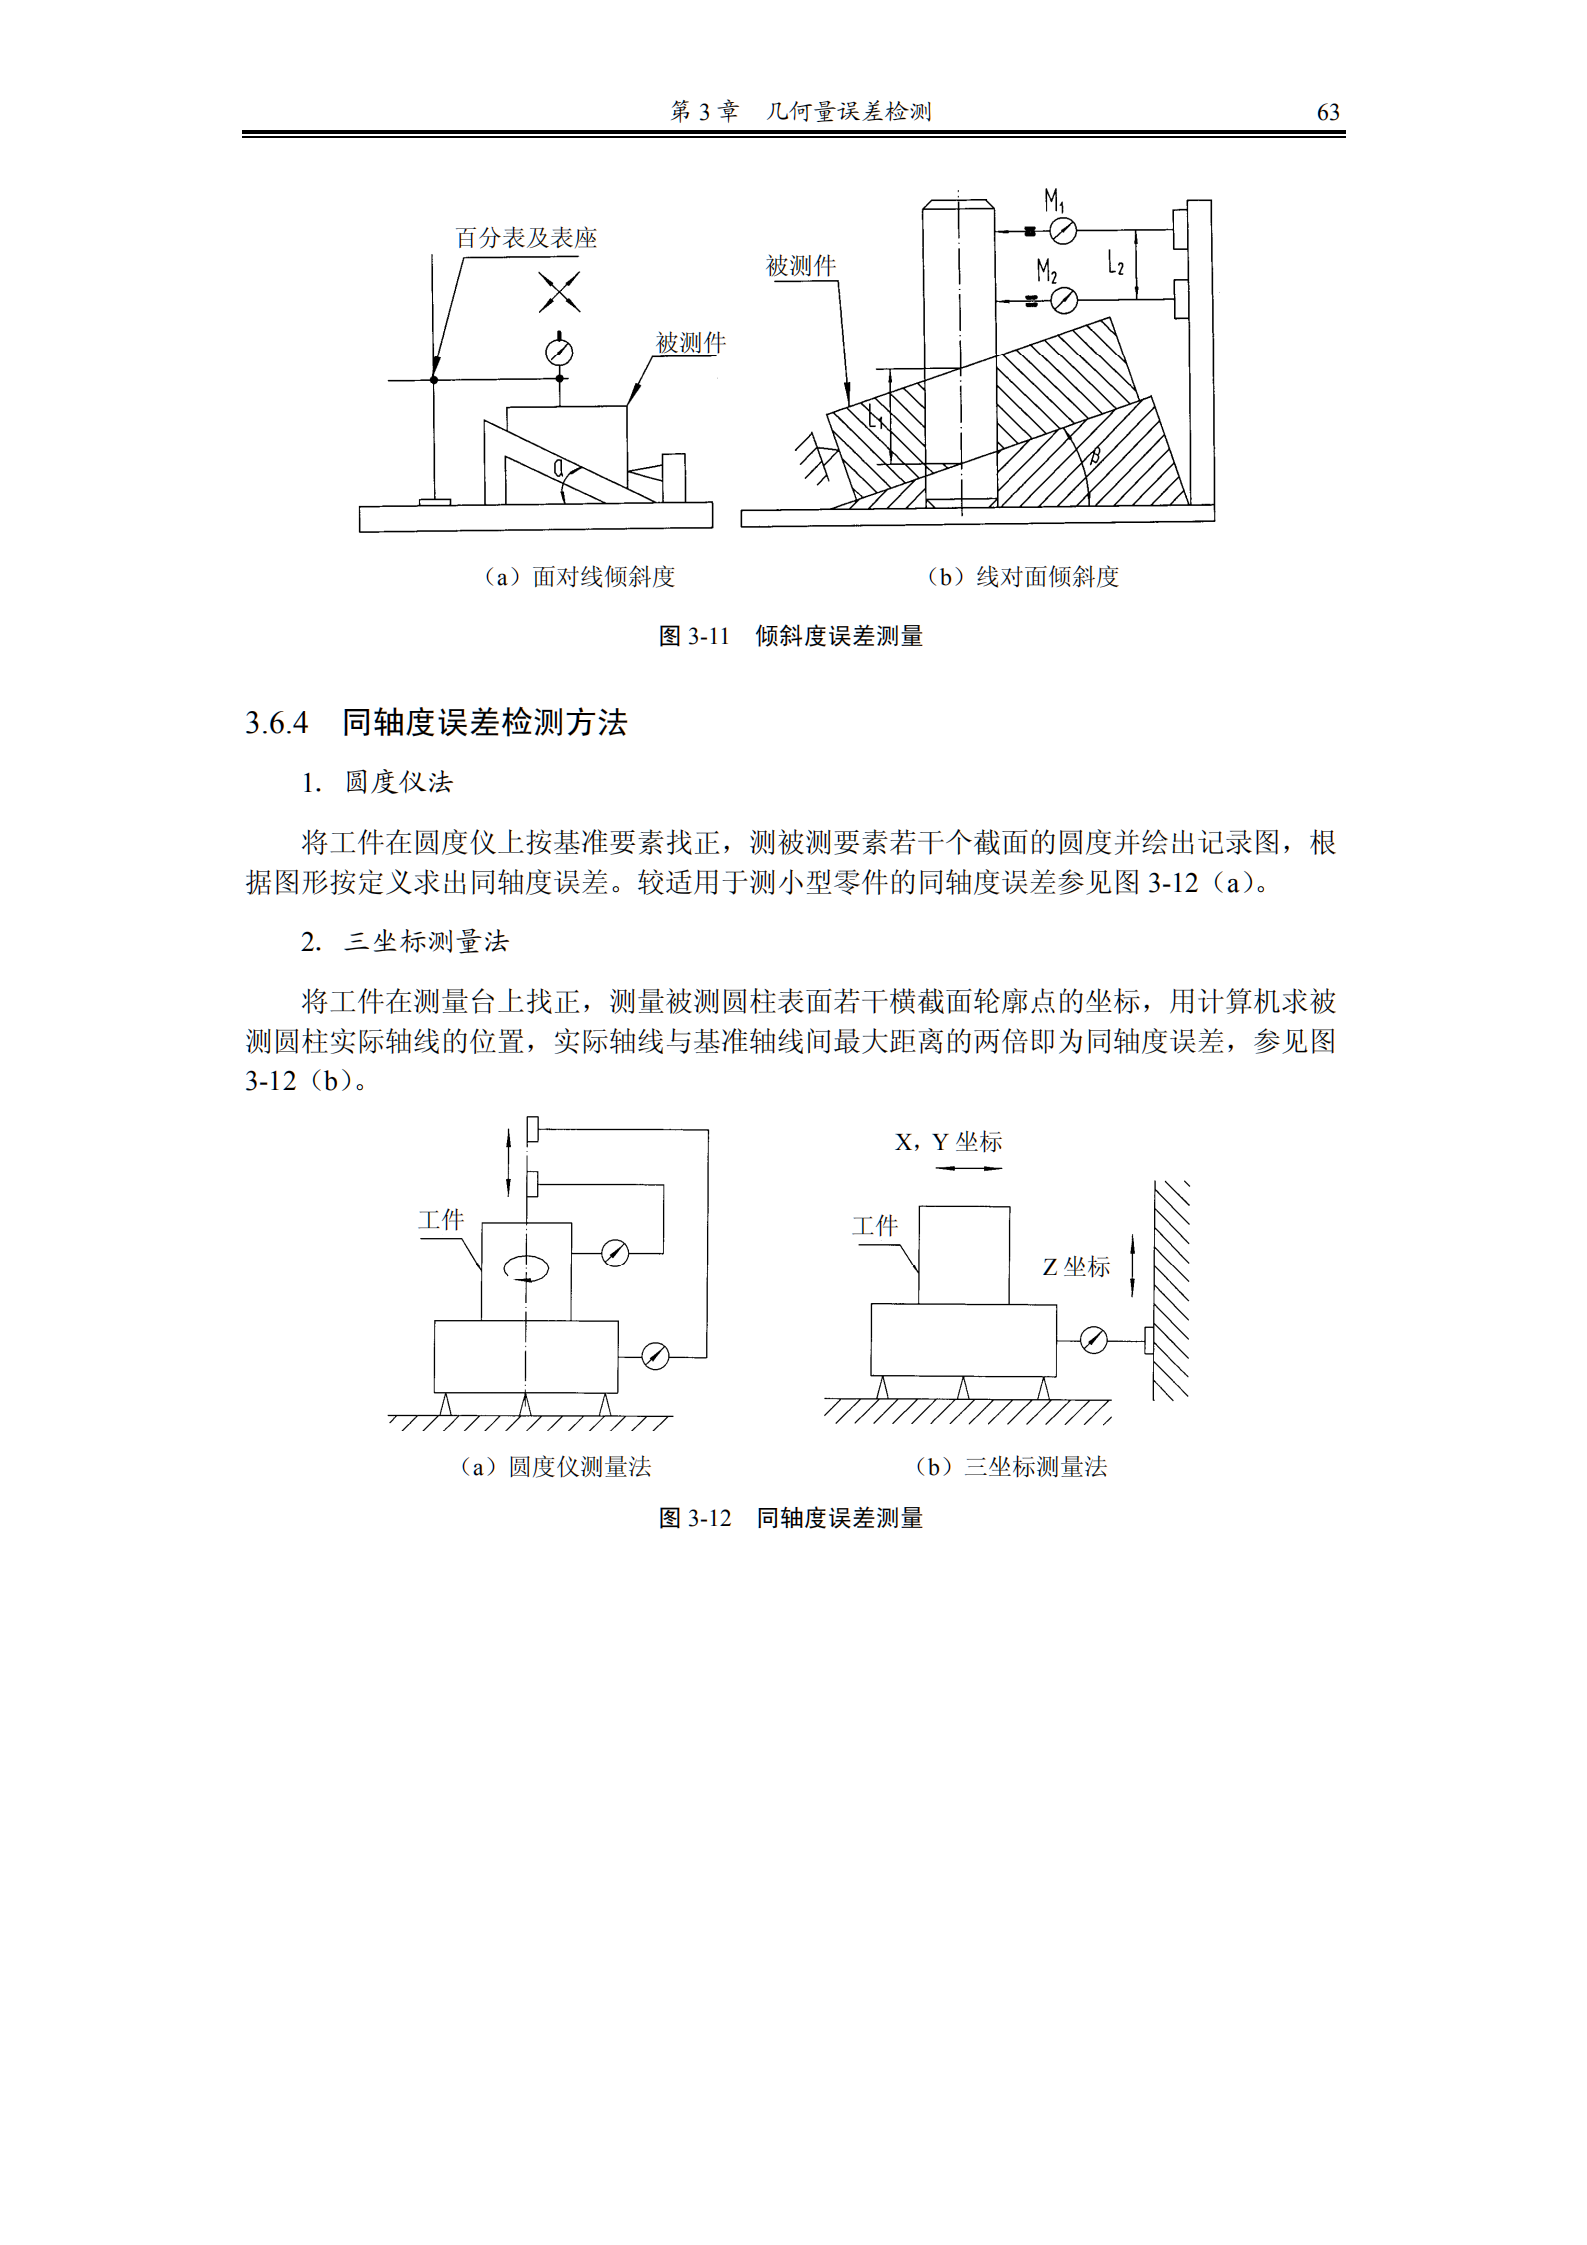 第 3 章　几何量误差检测 63
百分表及表座
被测件
α
被测件
M₁
M₂
L₂
L₁
β
（a）面对线倾斜度
（b）线对面倾斜度
图 3-11　倾斜度误差测量
3.6.4　同轴度误差检测方法
1．圆度仪法
将工件在圆度仪上按基准要素找正，测被测要素若干个截面的圆度并绘出记录图，根
据图形按定义求出同轴度误差。较适用于测小型零件的同轴度误差参见图 3-12（a）。
2．三坐标测量法
将工件在测量台上找正，测量被测圆柱表面若干横截面轮廓点的坐标，用计算机求被
测圆柱实际轴线的位置，实际轴线与基准轴线间最大距离的两倍即为同轴度误差，参见图
3-12（b）。
工件
X，Y 坐标
工件
Z 坐标
（a）圆度仪测量法
（b）三坐标测量法
图 3-12　同轴度误差测量